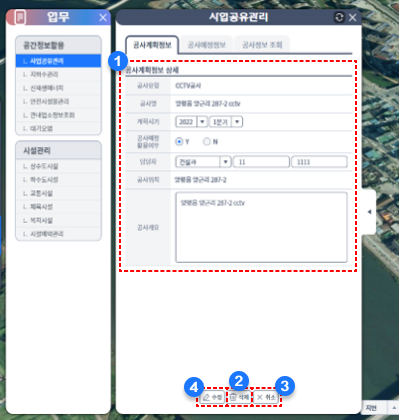 업무
공간정보활용
ㄴ 사업공유관리
ㄴ 지하수관리
ㄴ 신재생에너지
ㄴ 안전시설물관리
ㄴ 관내업소정보조회
ㄴ 대기오염
시설관리
ㄴ 상수도시설
ㄴ 하수도시설
ㄴ 교통시설
ㄴ 체육시설
ㄴ 복지시설
ㄴ 시설예약관리
사업공유관리
공사계획정보 공사예정정보 공사정보 조회
1
공사계획정보 상세
공사유형 CCTV공사
공사명 양평읍 양근리 287-2 cctv
계획시기 2022 1분기
공사예정
활용여부 Y N
담당자 건설과 11 1111
공사위치 양평읍 양근리 287-2
공사개요 양평읍 양근리 287-2 cctv
4 2 3
수정 삭제 취소
지번